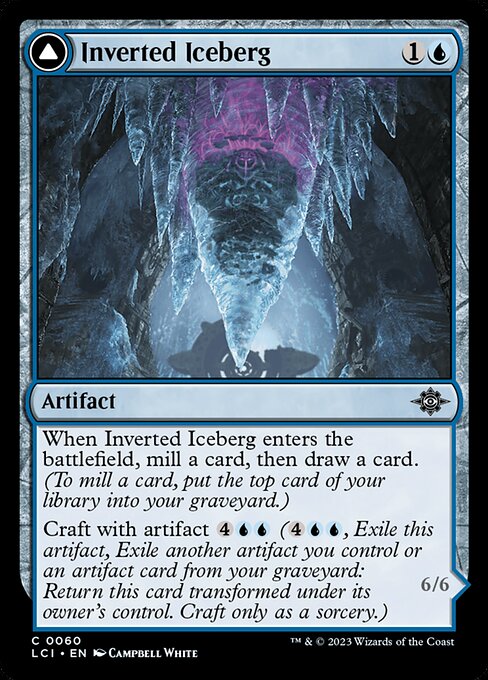 Inverted Iceberg 1
Artifact
When Inverted Iceberg enters the
battlefield, mill a card, then draw a card.
(To mill a card, put the top card of your
library into your graveyard.)
Craft with artifact 4 (4, Exile this
artifact, Exile another artifact you control or
an artifact card from your graveyard:
Return this card transformed under its
owner's control. Craft only as a sorcery.)
6/6
C 0060
LCI • EN CAMPBELL WHITE
™ & © 2023 Wizards of the Coast